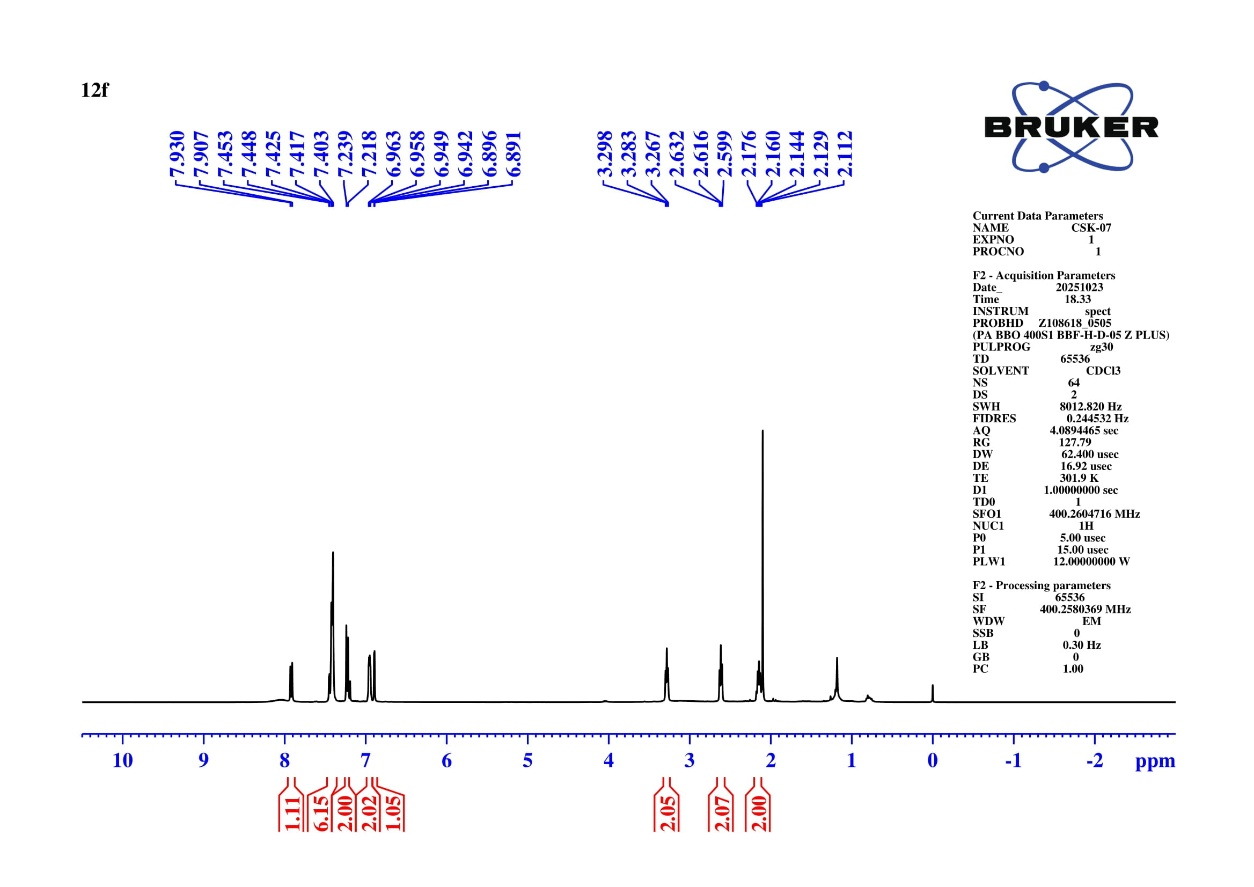 12f
BRUKER
7.930
7.907
7.453
7.448
7.425
7.417
7.403
7.239
7.218
6.963
6.958
6.949
6.942
6.896
6.891
3.298
3.283
3.267
2.632
2.616
2.599
2.176
2.160
2.144
2.129
2.112
Current Data Parameters
NAME CSK-07
EXPNO 1
PROCNO 1
F2 - Acquisition Parameters
Date_ 20251023
Time 18.33
INSTRUM spect
PROBHD Z108618_0505
(PA BBO 400S1 BBF-H-D-05 Z PLUS)
PULPROG zg30
TD 65536
SOLVENT CDCl3
NS 64
DS 2
SWH 8012.820 Hz
FIDRES 0.244532 Hz
AQ 4.0894465 sec
RG 127.79
DW 62.400 usec
DE 16.92 usec
TE 301.9 K
D1 1.00000000 sec
TD0 1
SFO1 400.2604716 MHz
NUC1 1H
P0 5.00 usec
P1 15.00 usec
PLW1 12.00000000 W
F2 - Processing parameters
SI 65536
SF 400.2580369 MHz
WDW EM
SSB 0
LB 0.30 Hz
GB 0
PC 1.00
10 9 8 7 6 5 4 3 2 1 0 -1 -2 ppm
1.11
6.15
2.00
2.02
1.05
2.05
2.07
2.00